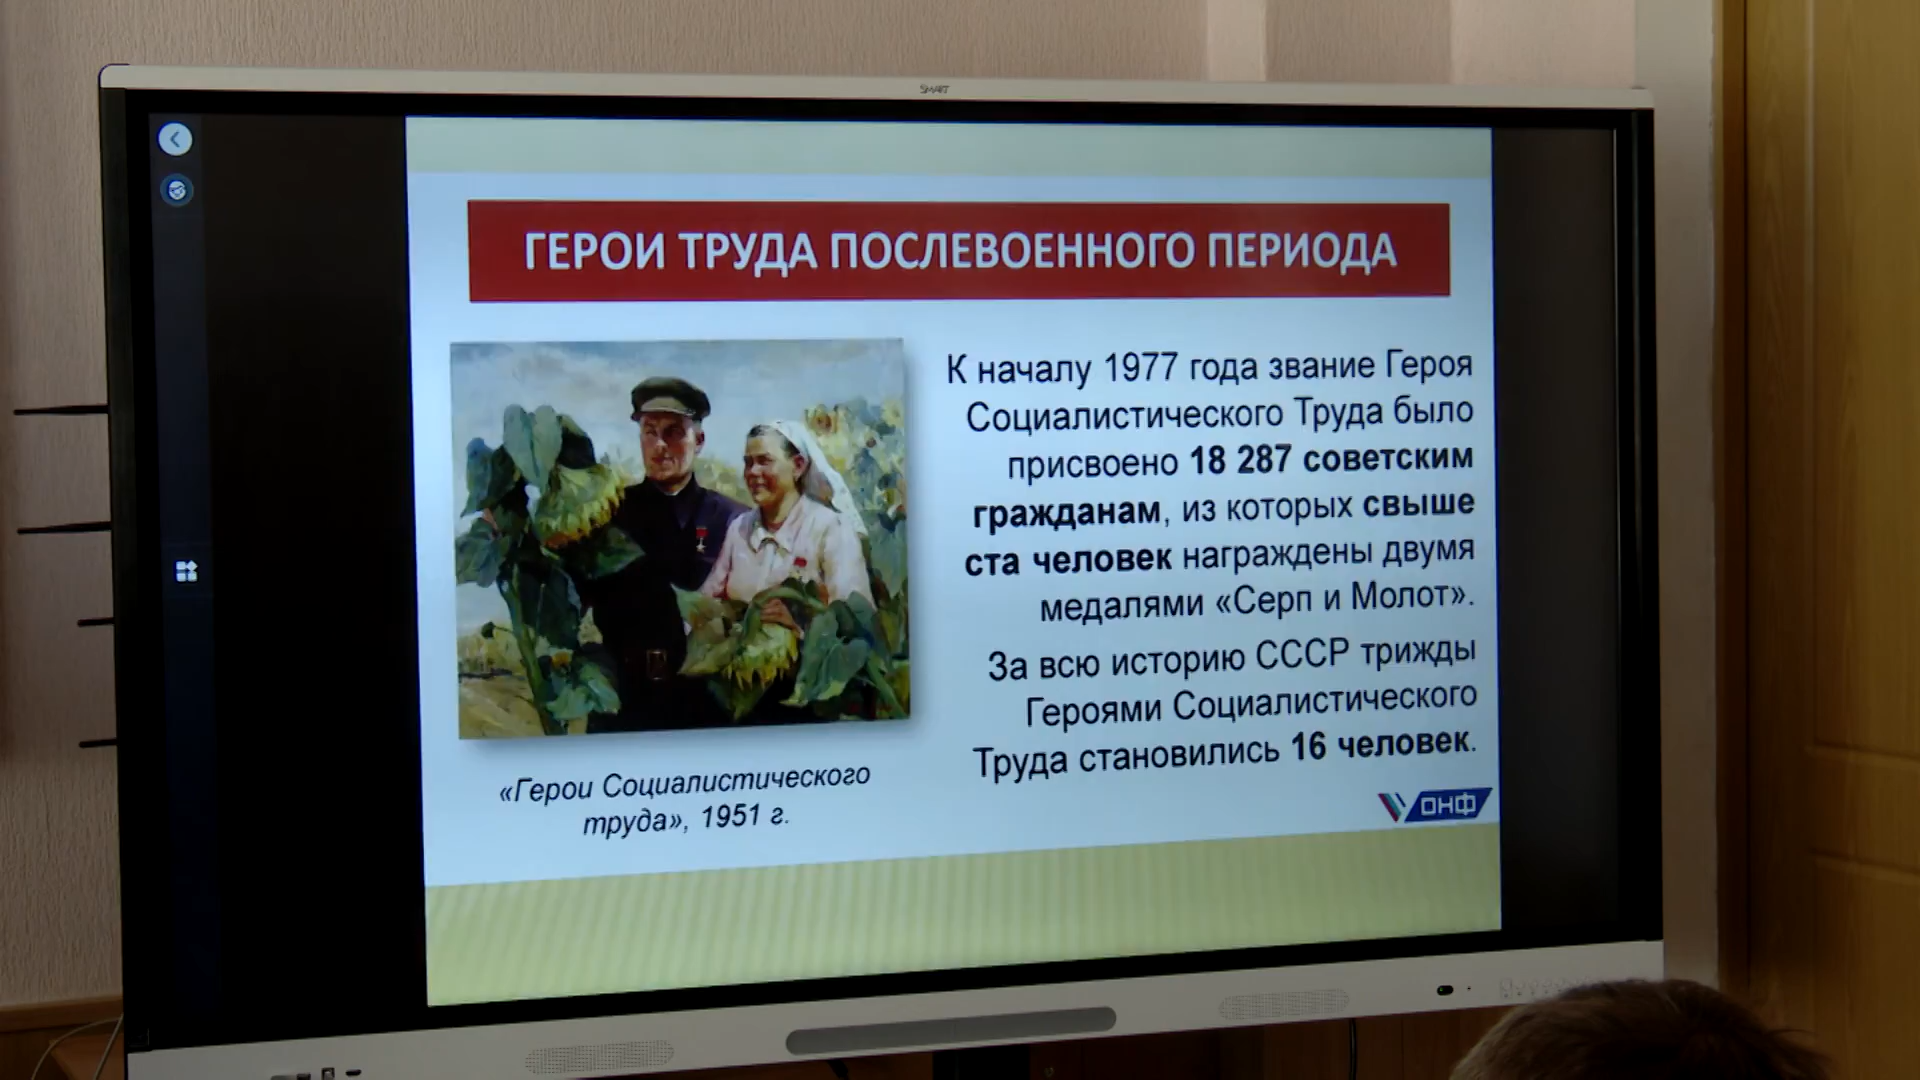 SMART
ГЕРОИ ТРУДА ПОСЛЕВОЕННОГО ПЕРИОДА
К началу 1977 года звание Героя
Социалистического Труда было
присвоено 18 287 советским
гражданам, из которых свыше
ста человек награждены двумя
медалями «Серп и Молот».
За всю историю СССР трижды
Героями Социалистического
Труда становились 16 человек.
«Герои Социалистического
труда», 1951 г.
ОНФ